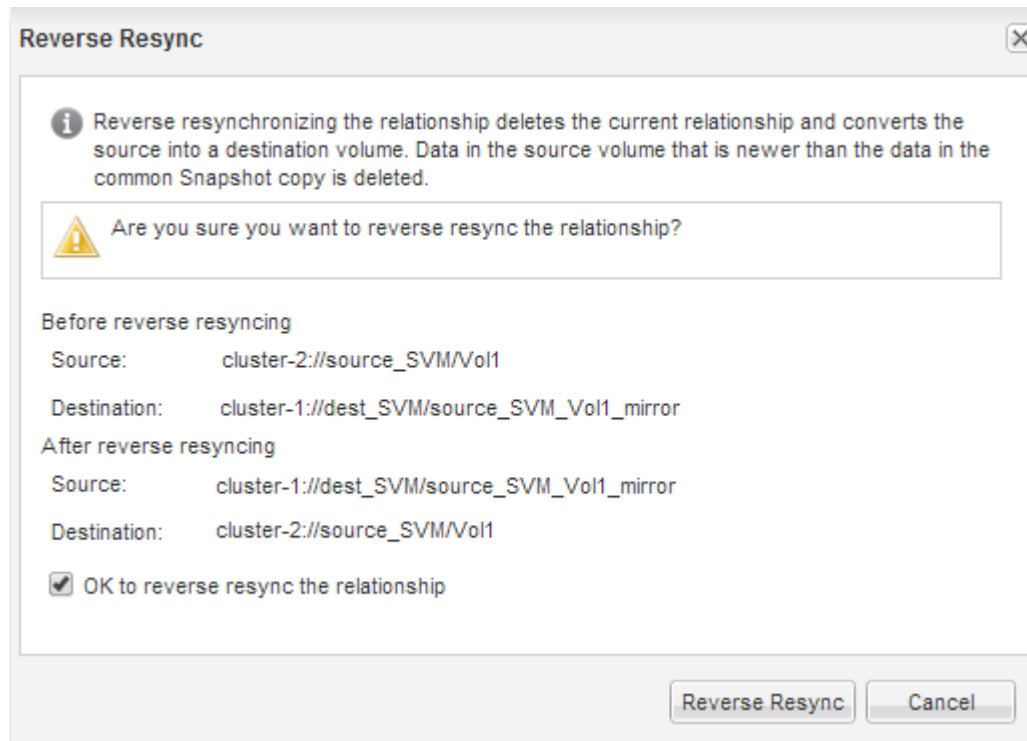 Reverse Resync
Reverse resynchronizing the relationship deletes the current relationship and converts the
source into a destination volume. Data in the source volume that is newer than the data in the
common Snapshot copy is deleted.
Are you sure you want to reverse resync the relationship?
Before reverse resyncing
Source: cluster-2://source_SVM/Vol1
Destination: cluster-1://dest_SVM/source_SVM_Vol1_mirror
After reverse resyncing
Source: cluster-1://dest_SVM/source_SVM_Vol1_mirror
Destination: cluster-2://source_SVM/Vol1
OK to reverse resync the relationship
Reverse Resync Cancel